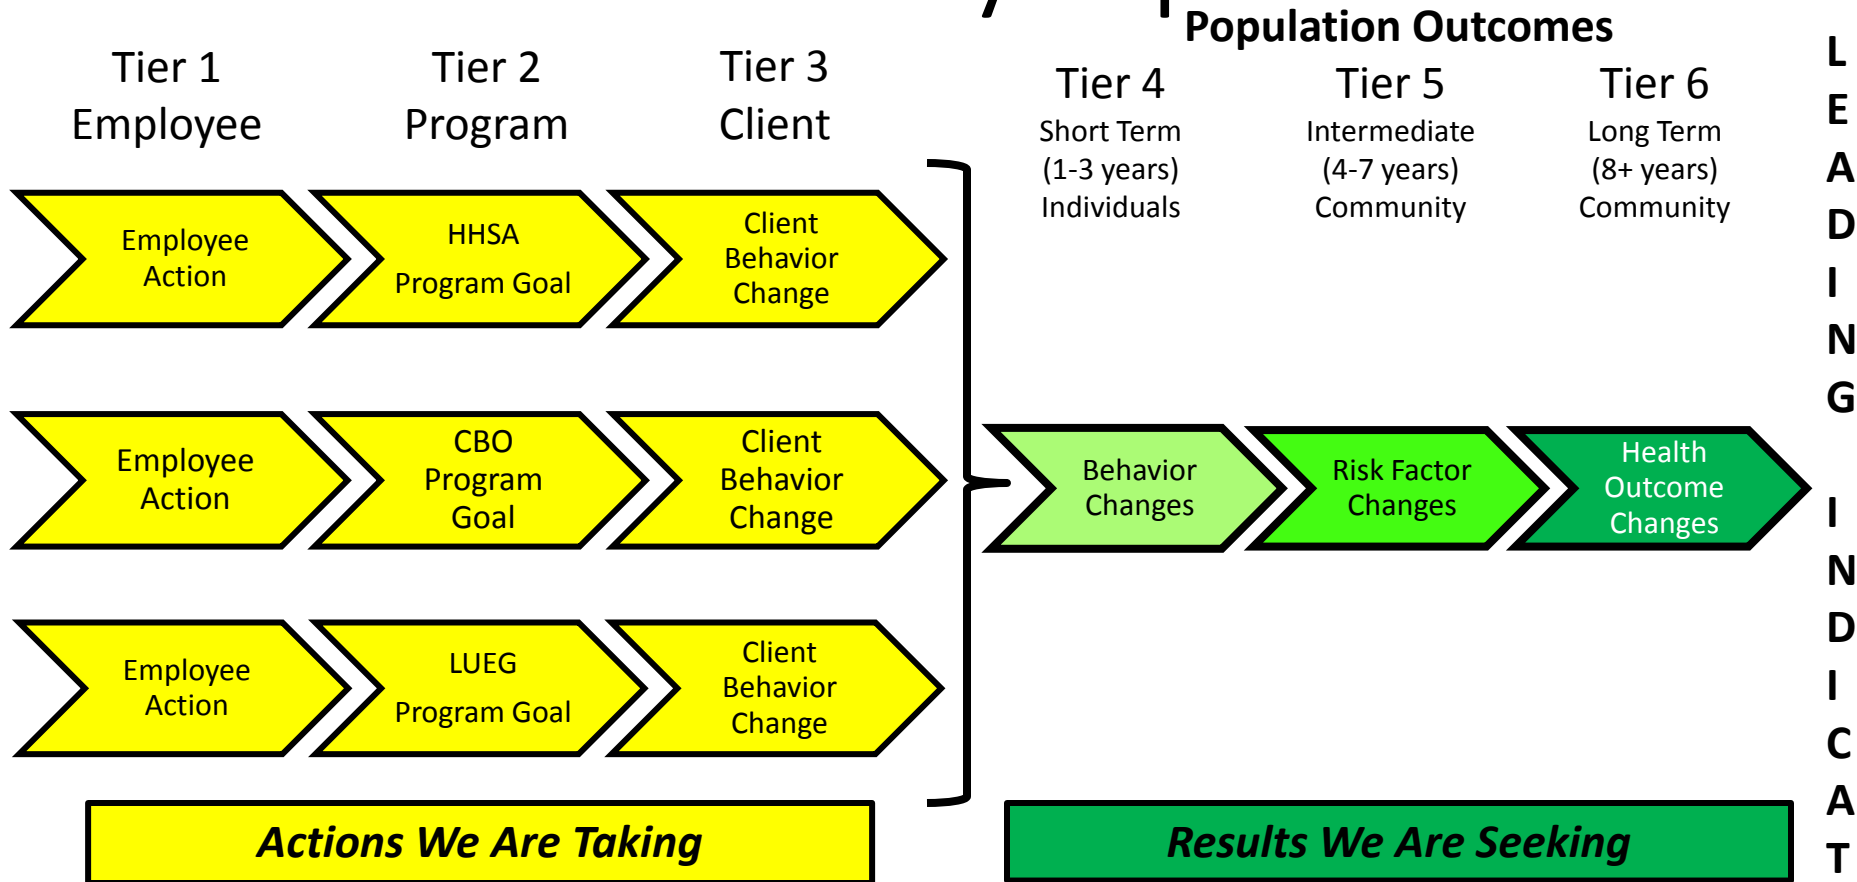 Population Outcomes
Tier 1
Employee
Tier 2
Program
Tier 3
Client
Tier 4
Short Term
(1-3 years)
Individuals
Tier 5
Intermediate
(4-7 years)
Community
Tier 6
Long Term
(8+ years)
Community
Employee
Action
HHSA
Program Goal
Client
Behavior
Change
Employee
Action
CBO
Program
Goal
Client
Behavior
Change
Behavior
Changes
Risk Factor
Changes
Health
Outcome
Changes
Employee
Action
LUEG
Program Goal
Client
Behavior
Change
Actions We Are Taking
Results We Are Seeking
L
E
A
D
I
N
G
I
N
D
I
C
A
T